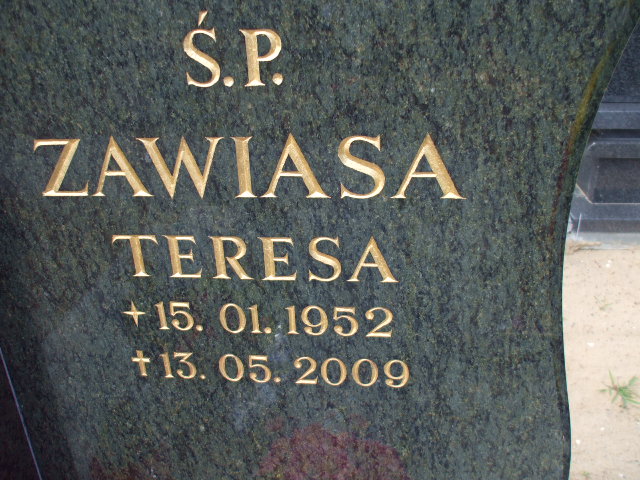 Ś.P.
ZAWIASA
TERESA
15.01.1952
13.05.2009